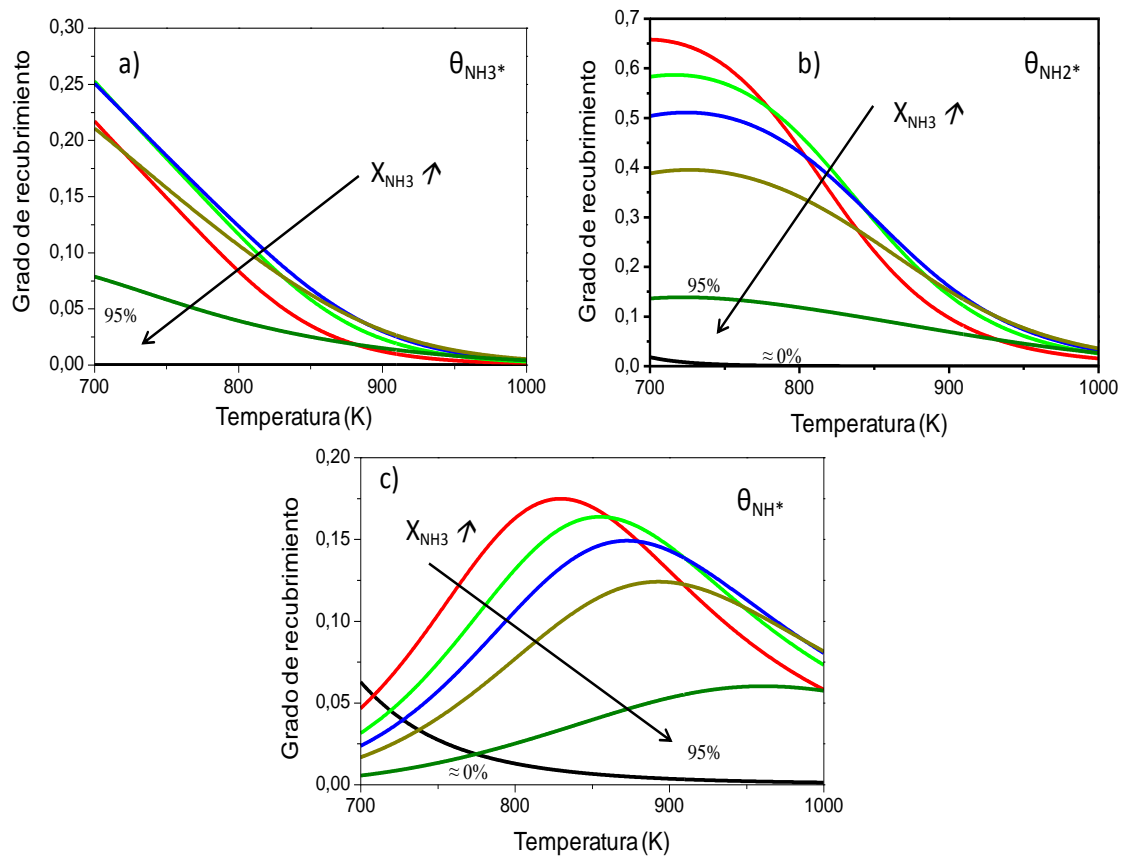 a)
θNH3*
Grado de recubrimiento
0,30
0,25
0,20
0,15
0,10
0,05
0,00
XNH3 ↗
95%
700 800 900 1000
Temperatura (K)
b)
θNH2*
Grado de recubrimiento
0,7
0,6
0,5
0,4
0,3
0,2
0,1
0,0
XNH3 ↗
95%
≈ 0%
700 800 900 1000
Temperatura (K)
c)
θNH*
Grado de recubrimiento
0,20
0,15
0,10
0,05
0,00
XNH3 ↗
95%
≈ 0%
700 800 900 1000
Temperatura (K)